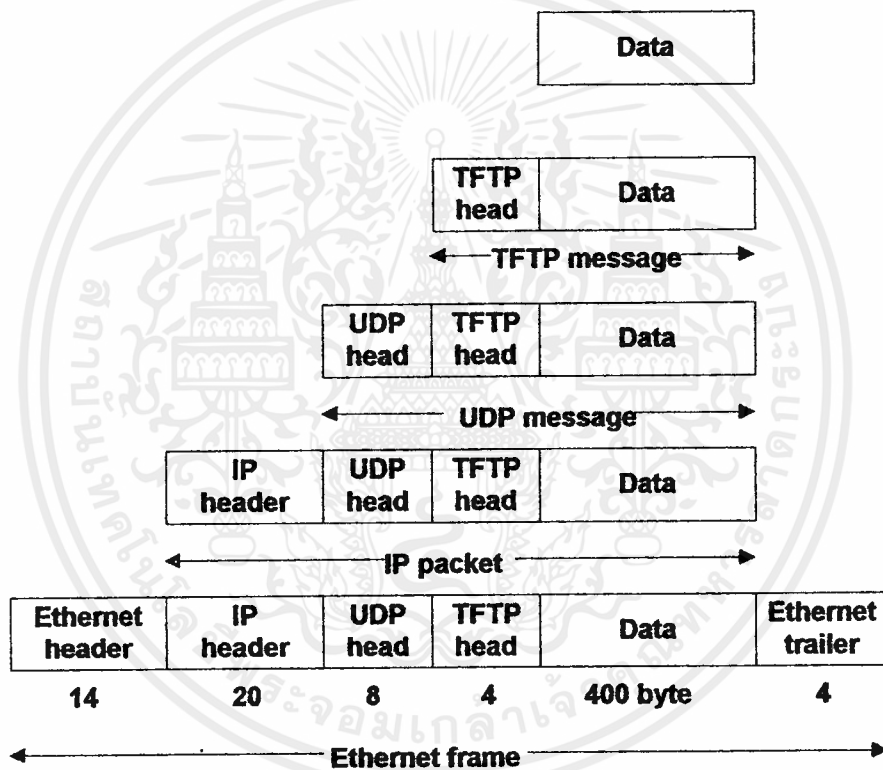 Data
TFTP head Data
TFTP message
UDP head TFTP head Data
UDP message
IP header UDP head TFTP head Data
IP packet
Ethernet header IP header UDP head TFTP head Data Ethernet trailer
14 20 8 4 400 byte 4
Ethernet frame